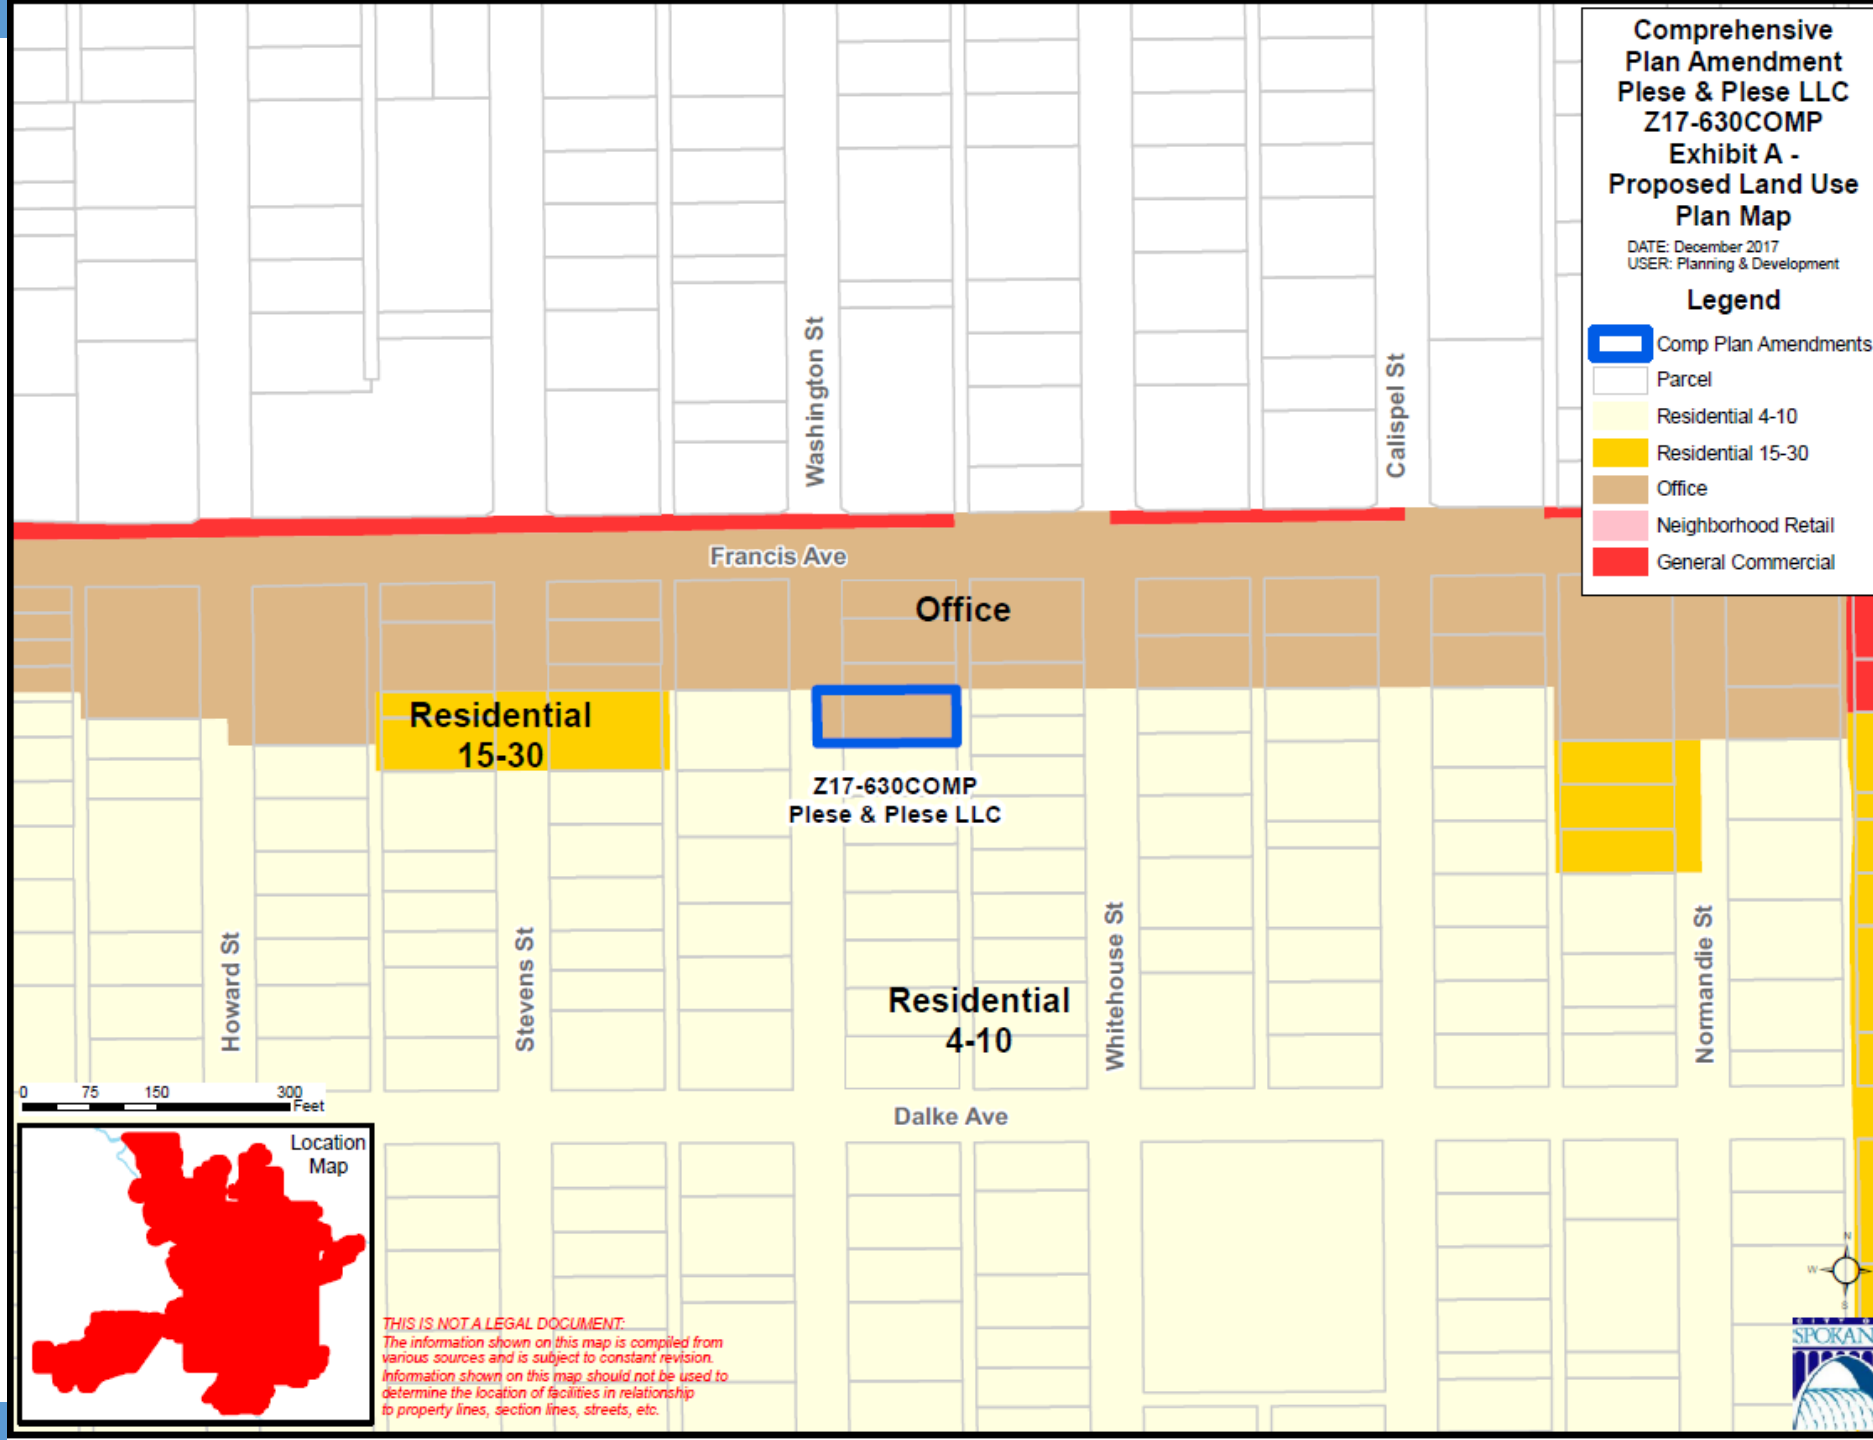 Comprehensive
Plan Amendment
Plese & Plese LLC
Z17-630COMP
Exhibit A -
Proposed Land Use
Plan Map
DATE: December 2017
USER: Planning & Development
Legend
Comp Plan Amendments
Parcel
Residential 4-10
Residential 15-30
Office
Neighborhood Retail
General Commercial
Washington St
Calispel St
Francis Ave
Office
Residential
15-30
Z17-630COMP
Plese & Plese LLC
Howard St
Stevens St
Whitehouse St
Normandie St
Residential
4-10
Dalke Ave
0 75 150 300
Feet
Location
Map
THIS IS NOT A LEGAL DOCUMENT:
The information shown on this map is compiled from
various sources and is subject to constant revision.
Information shown on this map should not be used to
determine the location of facilities in relationship
to property lines, section lines, streets, etc.
N
W
S
CITY O
SPOKAN